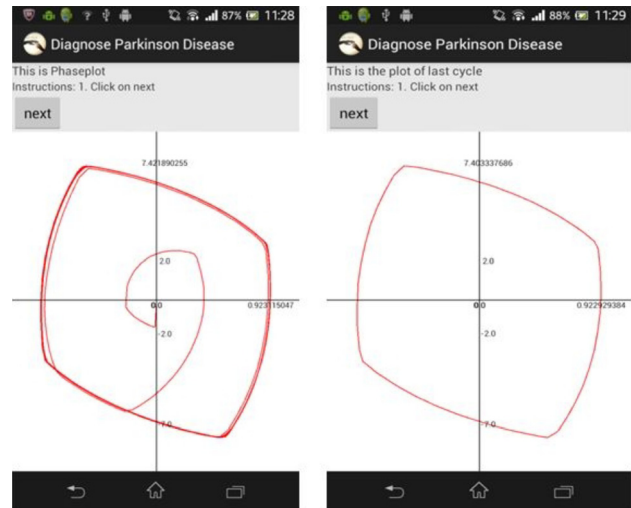 87% 11:28
Diagnose Parkinson Disease
This is Phaseplot
Instructions: 1. Click on next
next
7.421890255
2.0
0.0
0.923115047
-2.0
-7.0
88% 11:29
Diagnose Parkinson Disease
This is the plot of last cycle
Instructions: 1. Click on next
next
7.403337686
2.0
0.0
0.922929384
-2.0
-7.0